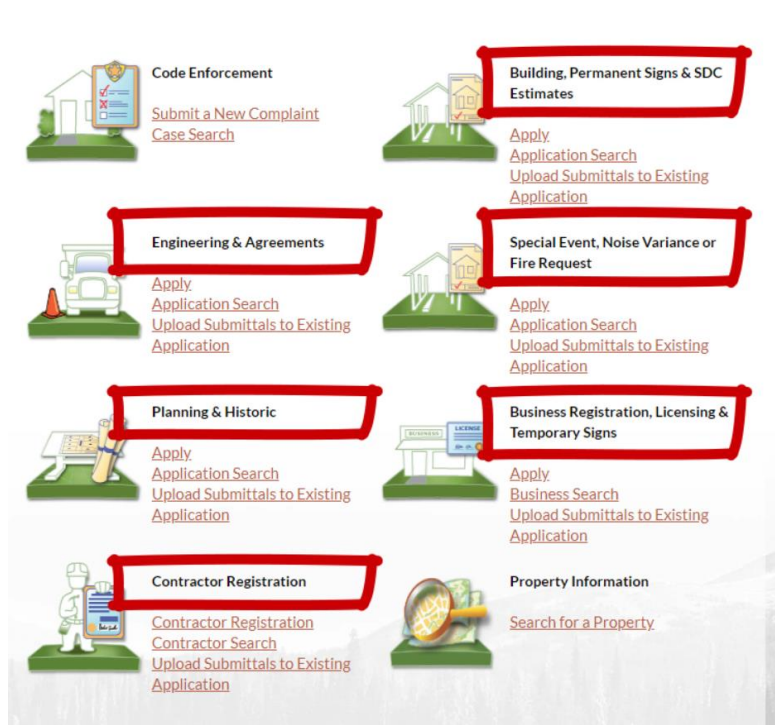 Code Enforcement
Submit a New Complaint
Case Search
Building, Permanent Signs & SDC
Estimates
Apply
Application Search
Upload Submittals to Existing
Application
Engineering & Agreements
Apply
Application Search
Upload Submittals to Existing
Application
Special Event, Noise Variance or
Fire Request
Apply
Application Search
Upload Submittals to Existing
Application
Planning & Historic
Apply
Application Search
Upload Submittals to Existing
Application
BUSINESS
LICENSE
Business Registration, Licensing &
Temporary Signs
Apply
Business Search
Upload Submittals to Existing
Application
Contractor Registration
Contractor Registration
Contractor Search
Upload Submittals to Existing
Application
Property Information
Search for a Property